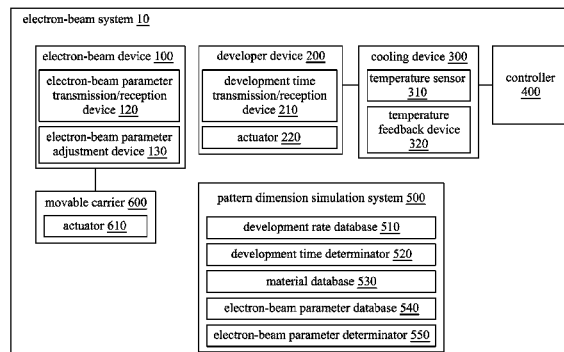 electron-beam system 10
electron-beam device 100
electron-beam parameter
transmission/reception
device 120
electron-beam parameter
adjustment device 130
developer device 200
development time
transmission/reception
device 210
actuator 220
cooling device 300
temperature sensor
310
temperature
feedback device
320
controller
400
movable carrier 600
actuator 610
pattern dimension simulation system 500
development rate database 510
development time determinator 520
material database 530
electron-beam parameter database 540
electron-beam parameter determinator 550